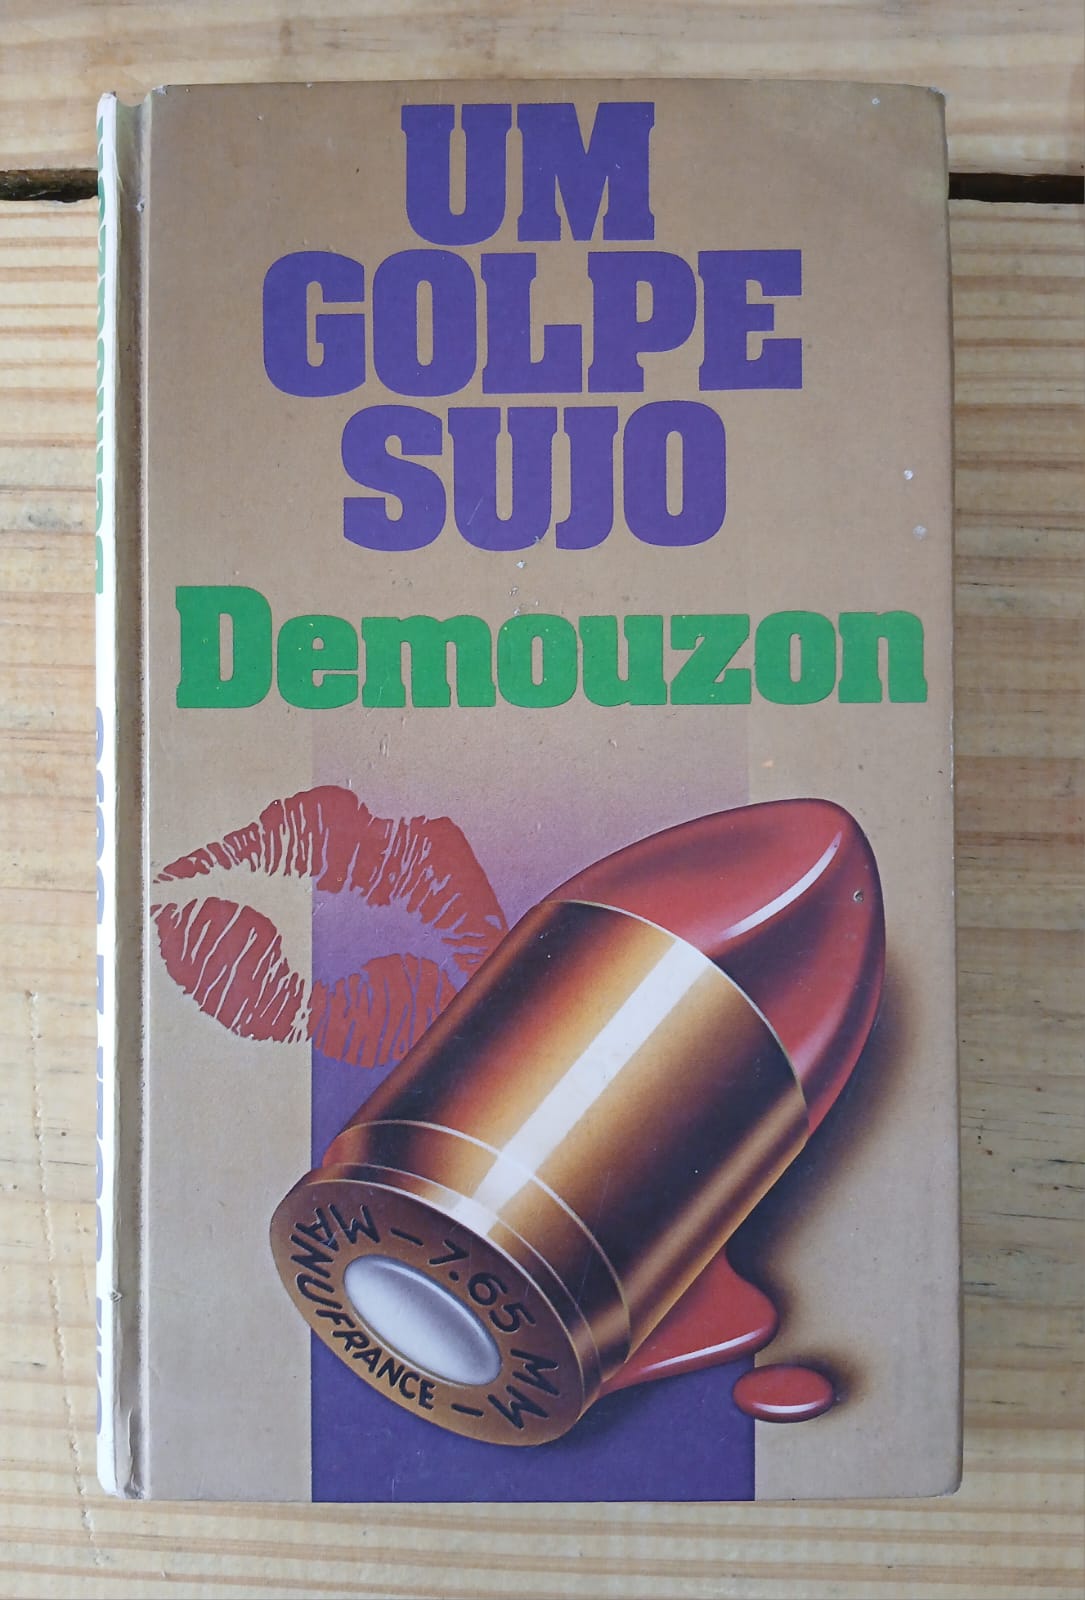 UM
GOLPE
SUJO
Demouzon
MANUFRANCE - 7.65 MM -